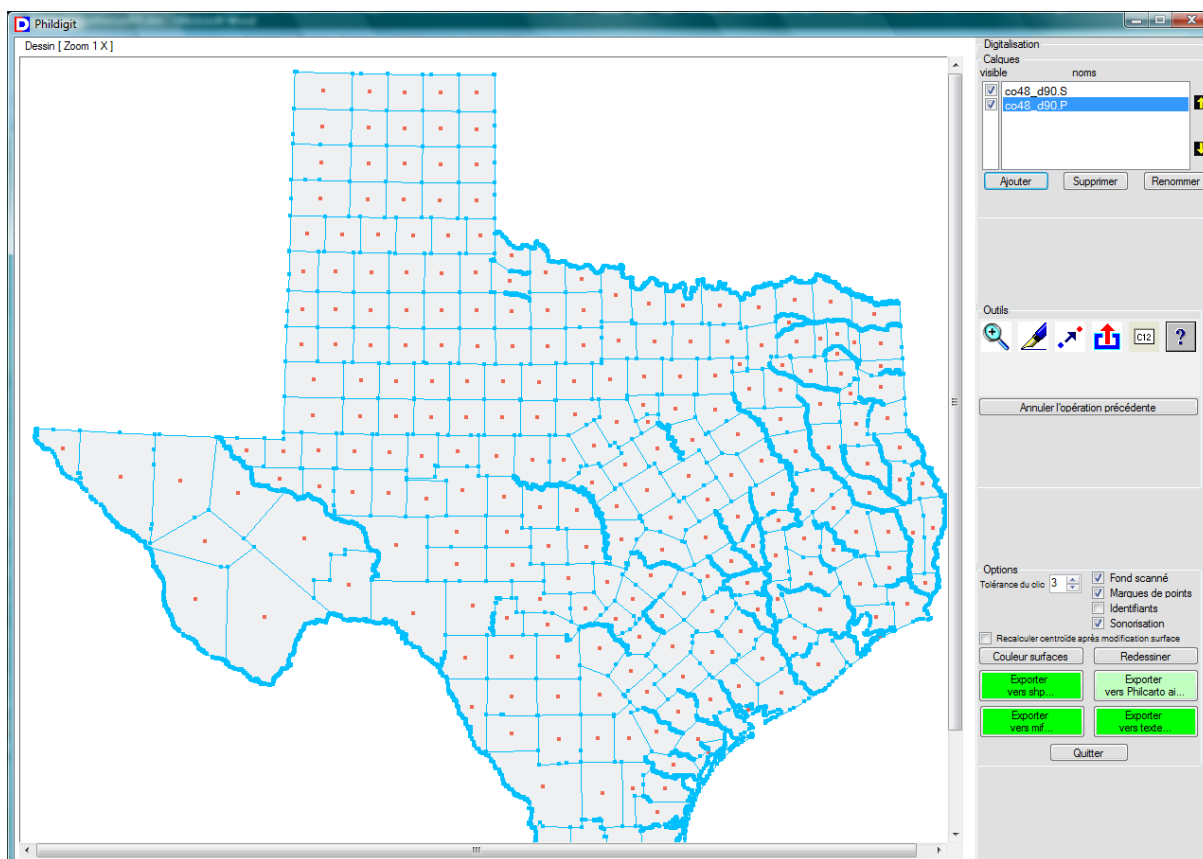 Phildigit
Dessin [ Zoom 1 X ]
Digitalisation
Calques
visible noms
co48_d90.S
co48_d90.P
Ajouter Supprimer Renommer
Outils
C12 ?
Annuler l'opération précédente
Options
Tolérance du clic 3
Fond scanné
Marques de points
Identifiants
Sonorisation
Recalculer centroïde après modification surface
Couleur surfaces Redessiner
Exporter
vers shp...
Exporter
vers Philcarto ai...
Exporter
vers mif...
Exporter
vers texte...
Quitter